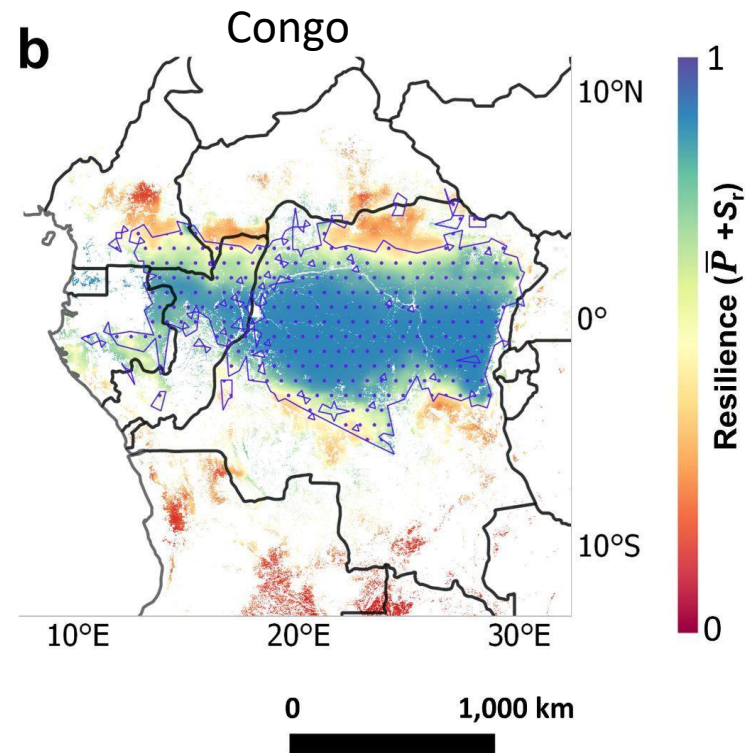 b
Congo
1
10°N
0°
10°S
Resilience (P̅ +Sᵣ)
0
10°E 20°E 30°E
0 1,000 km